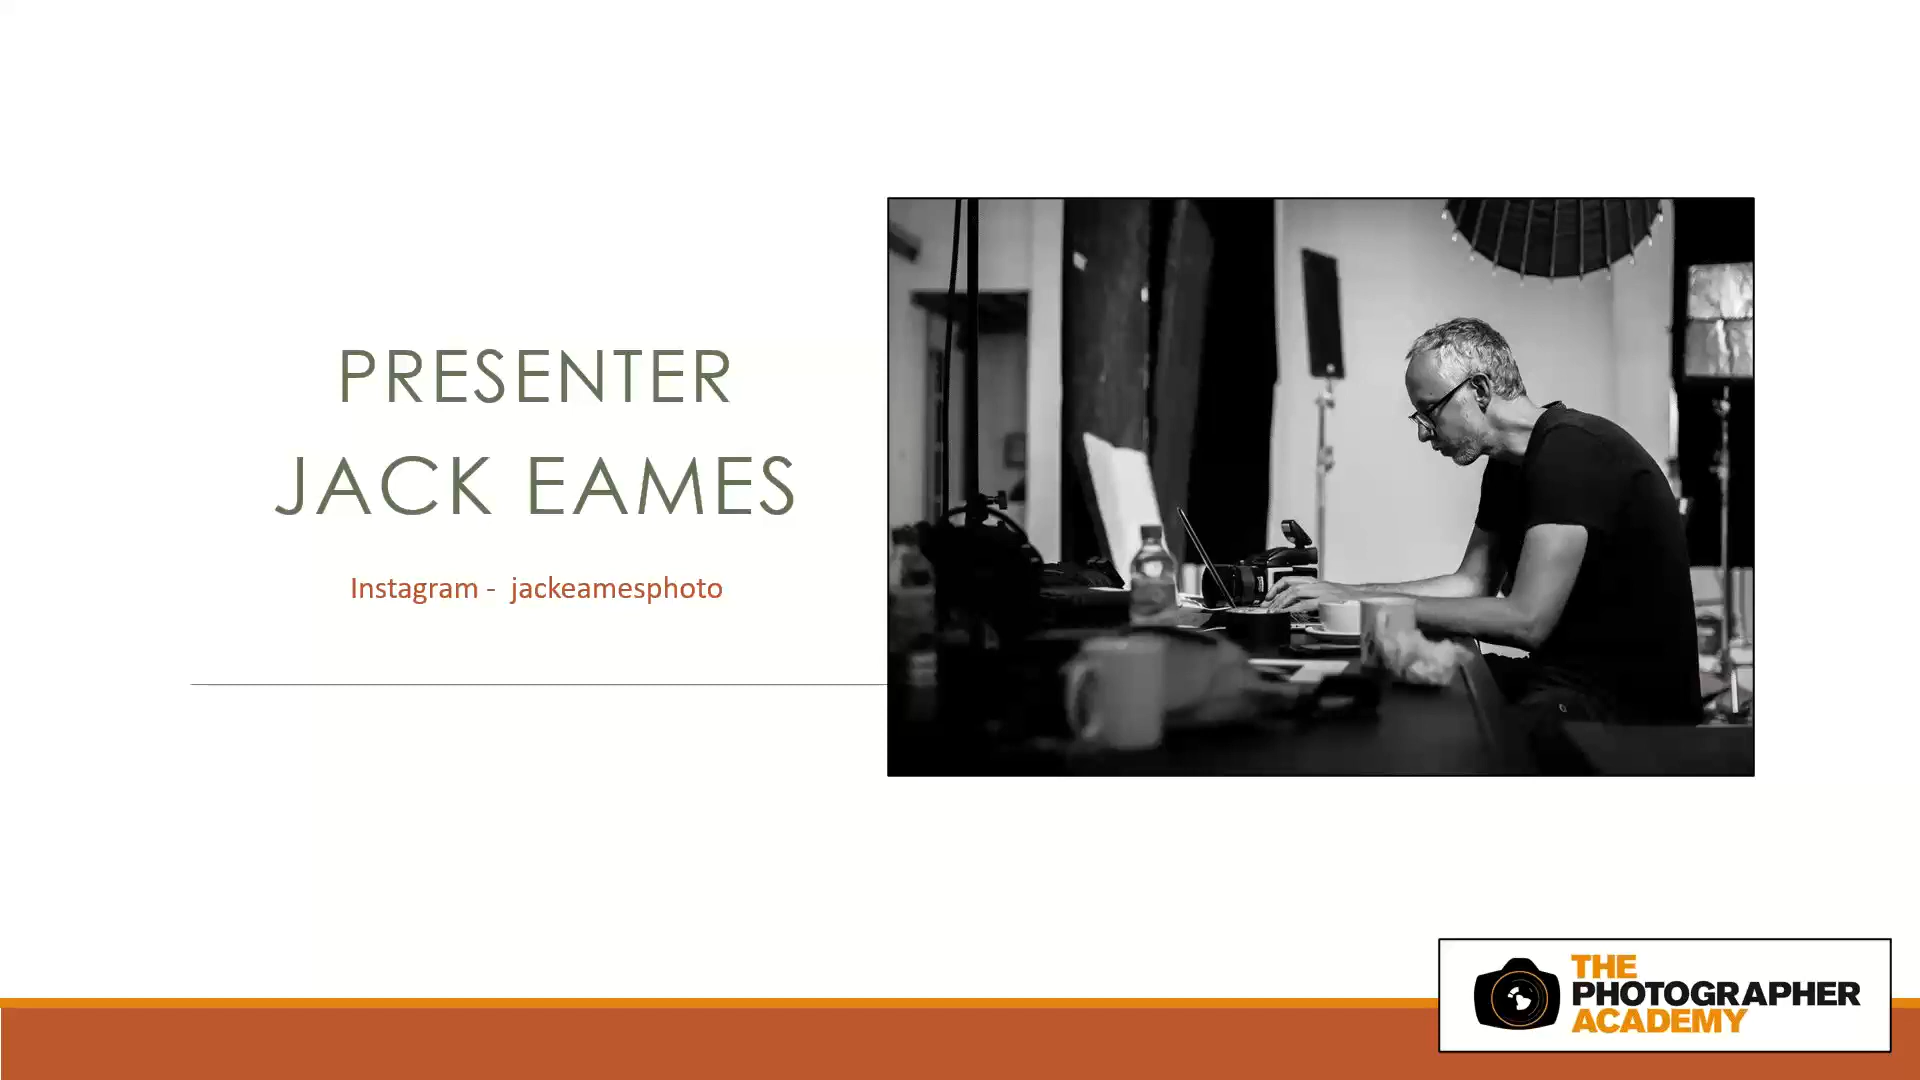 PRESENTER
JACK EAMES
Instagram - jackeamesphoto
THE
PHOTOGRAPHER
ACADEMY